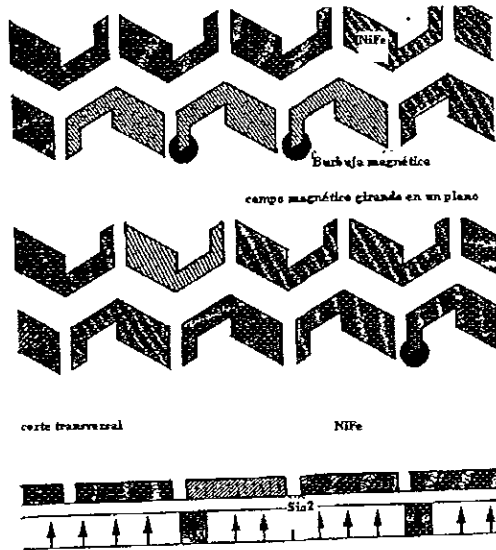 NiFe
Burbuja magnética
campo magnético girando en un plano
corte transversal
NiFe
Sio2